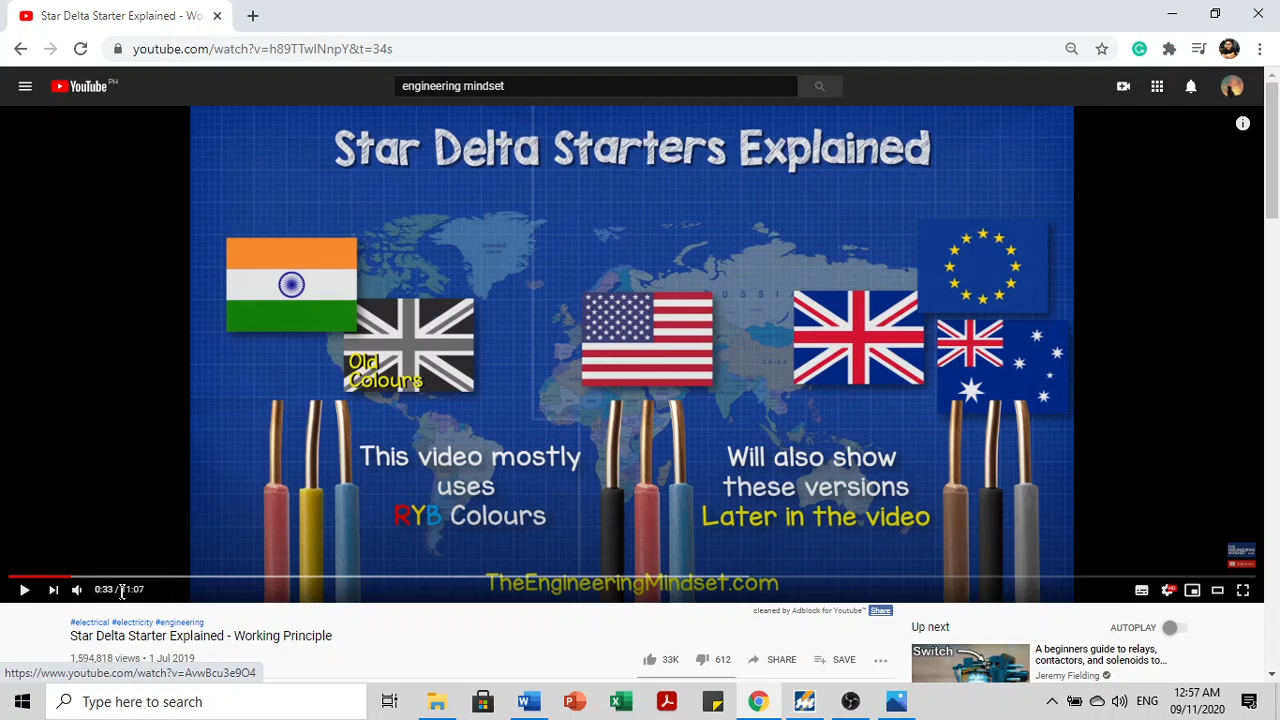 Star Delta Starter Explained - Wo
youtube.com/watch?v=h89TTwlNnpY&t=34s
YouTube PH
engineering mindset
Star Delta Starters Explained
Old
Colours
This video mostly
uses
RYB Colours
Will also show
these versions
Later in the video
TheEngineeringMindset.com
0:33 / 11:07
cleaned by Adblock for Youtube™ Share
#electrical #electricity #engineering
Star Delta Starter Explained - Working Principle
1,594,818 views • 1 Jul 2019
33K
612
SHARE
SAVE
Up next
AUTOPLAY
Switch
A beginners guide to relays,
contactors, and solenoids to...
Jeremy Fielding
https://www.youtube.com/watch?v=Avw8cu3e9O4
Type here to search
ENG
12:57 AM
09/11/2020